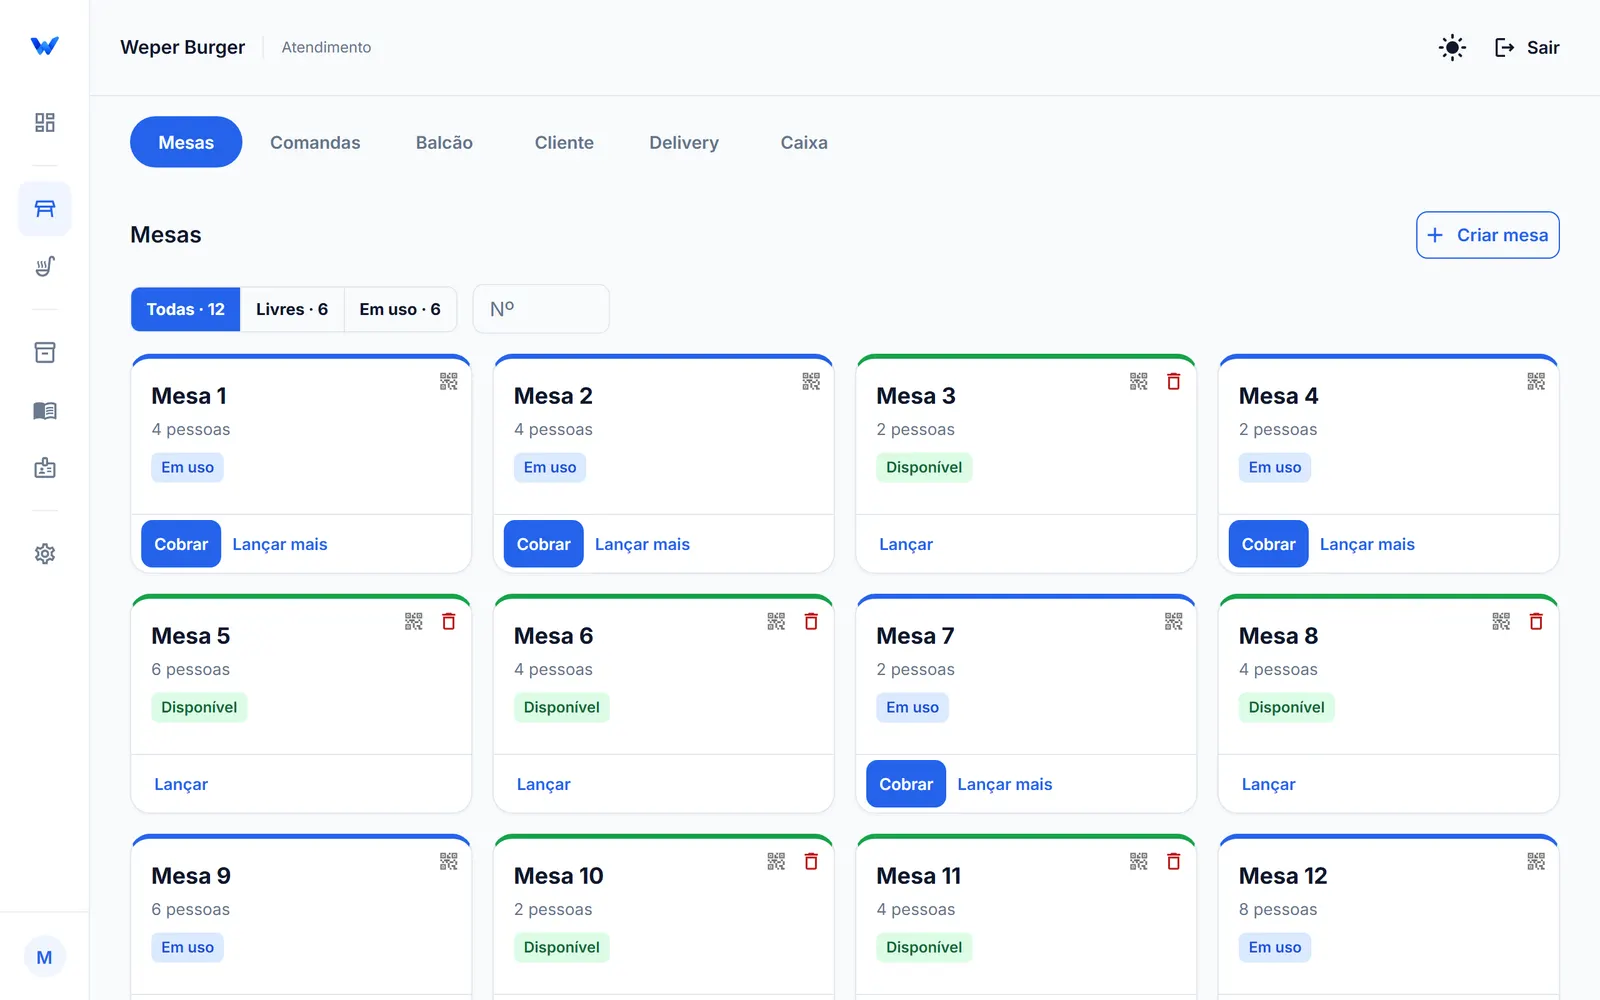 Weper Burger
Atendimento
Sair
Mesas
Comandas
Balcão
Cliente
Delivery
Caixa
Mesas
+ Criar mesa
Todas · 12
Livres · 6
Em uso · 6
Nº
Mesa 1
4 pessoas
Em uso
Cobrar
Lançar mais
Mesa 2
4 pessoas
Em uso
Cobrar
Lançar mais
Mesa 3
2 pessoas
Disponível
Lançar
Mesa 4
2 pessoas
Em uso
Cobrar
Lançar mais
Mesa 5
6 pessoas
Disponível
Lançar
Mesa 6
4 pessoas
Disponível
Lançar
Mesa 7
2 pessoas
Em uso
Cobrar
Lançar mais
Mesa 8
4 pessoas
Disponível
Lançar
Mesa 9
6 pessoas
Em uso
Mesa 10
2 pessoas
Disponível
Mesa 11
4 pessoas
Disponível
Mesa 12
8 pessoas
Em uso
M